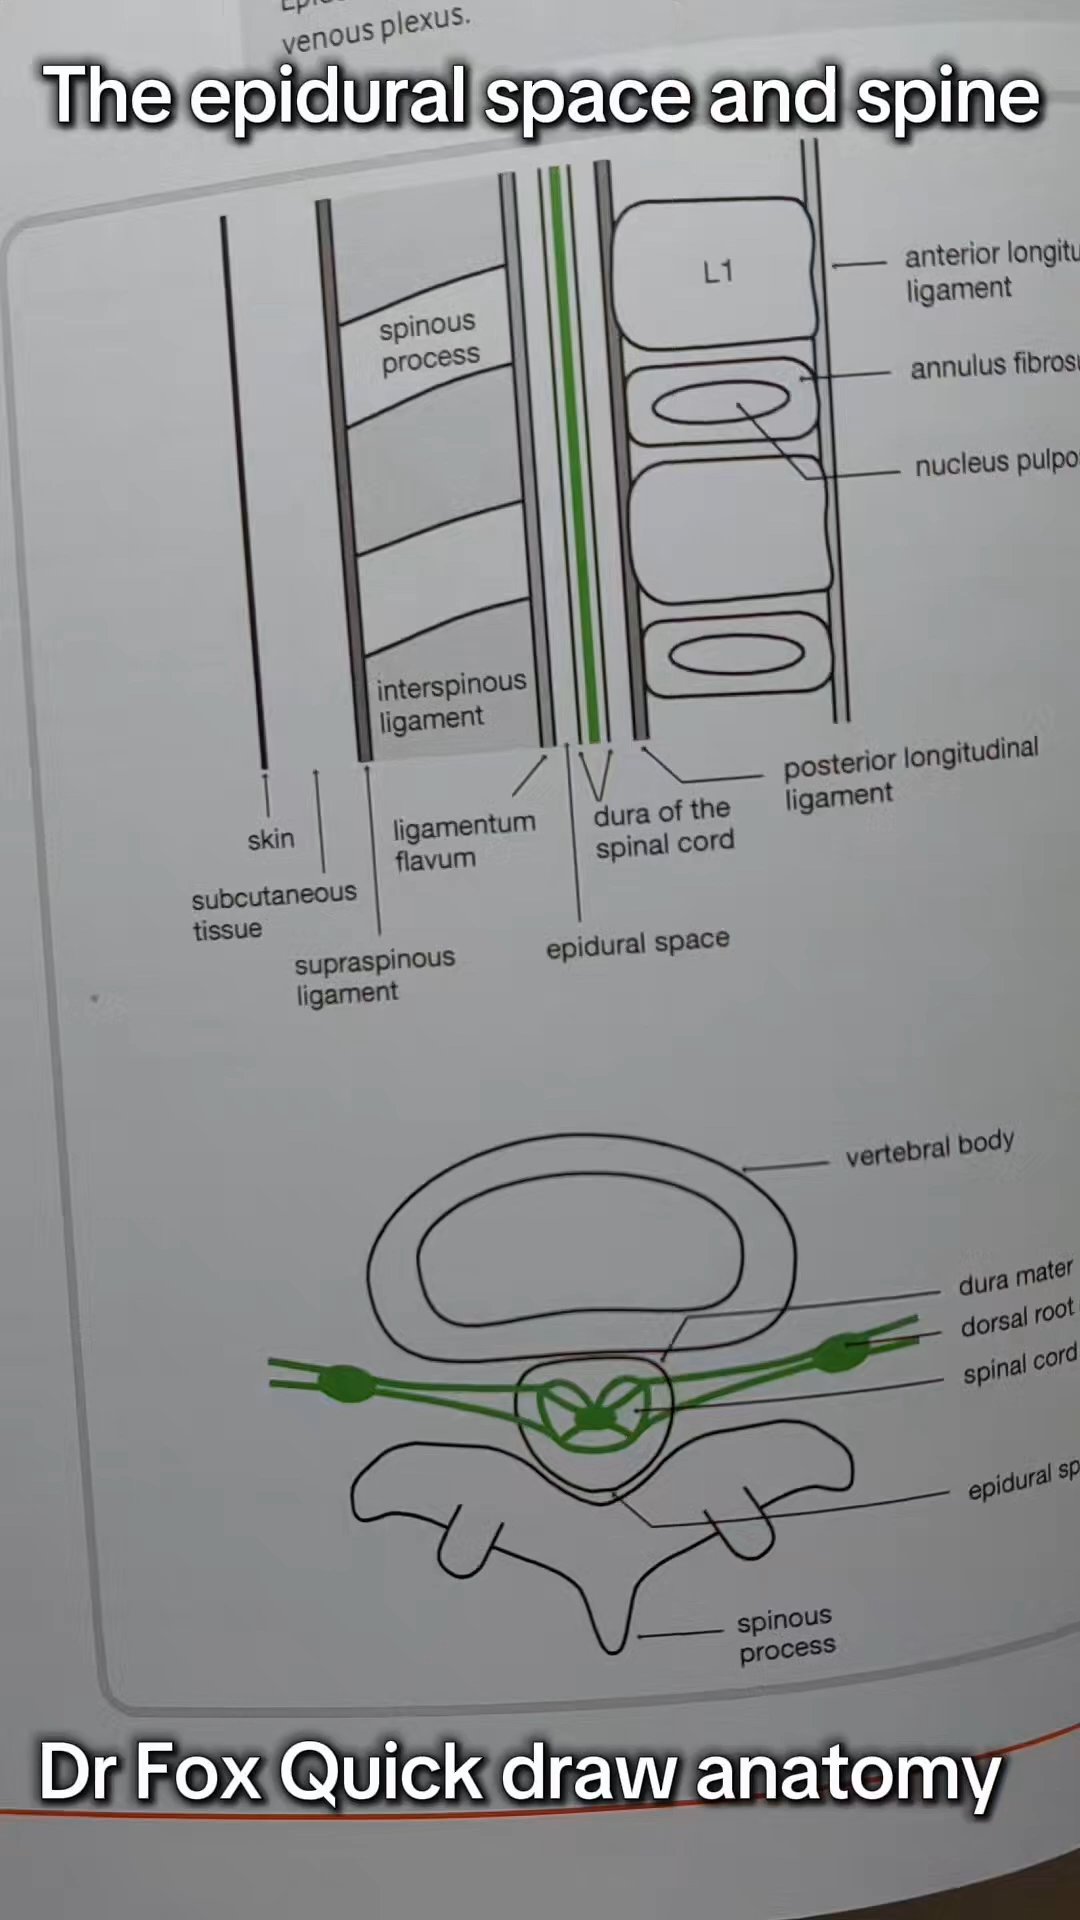 venous plexus.
The epidural space and spine
L1
anterior longitu
ligament
spinous
process
annulus fibros
nucleus pulpo
interspinous
ligament
posterior longitudinal
ligament
dura of the
spinal cord
ligamentum
flavum
skin
subcutaneous
tissue
epidural space
supraspinous
ligament
vertebral body
dura mater
dorsal root
spinal cord
epidural sp
spinous
process
Dr Fox Quick draw anatomy